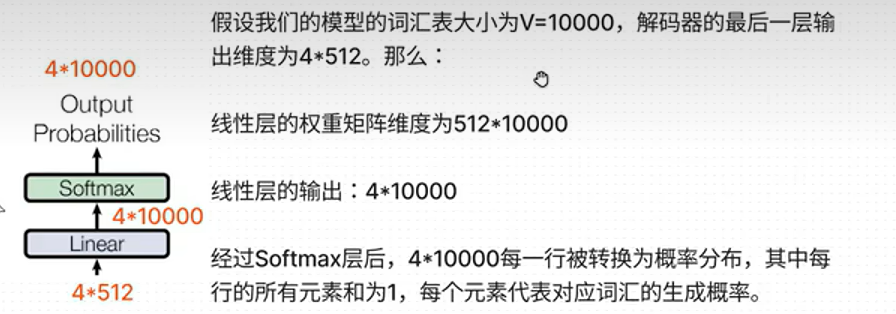 假设我们的模型的词汇表大小为V=10000，解码器的最后一层输
出维度为4*512。那么：
4*10000
Output
Probabilities
线性层的权重矩阵维度为512*10000
Softmax
线性层的输出：4*10000
4*10000
Linear
经过Softmax层后，4*10000每一行被转换为概率分布，其中每
行的所有元素和为1，每个元素代表对应词汇的生成概率。
4*512